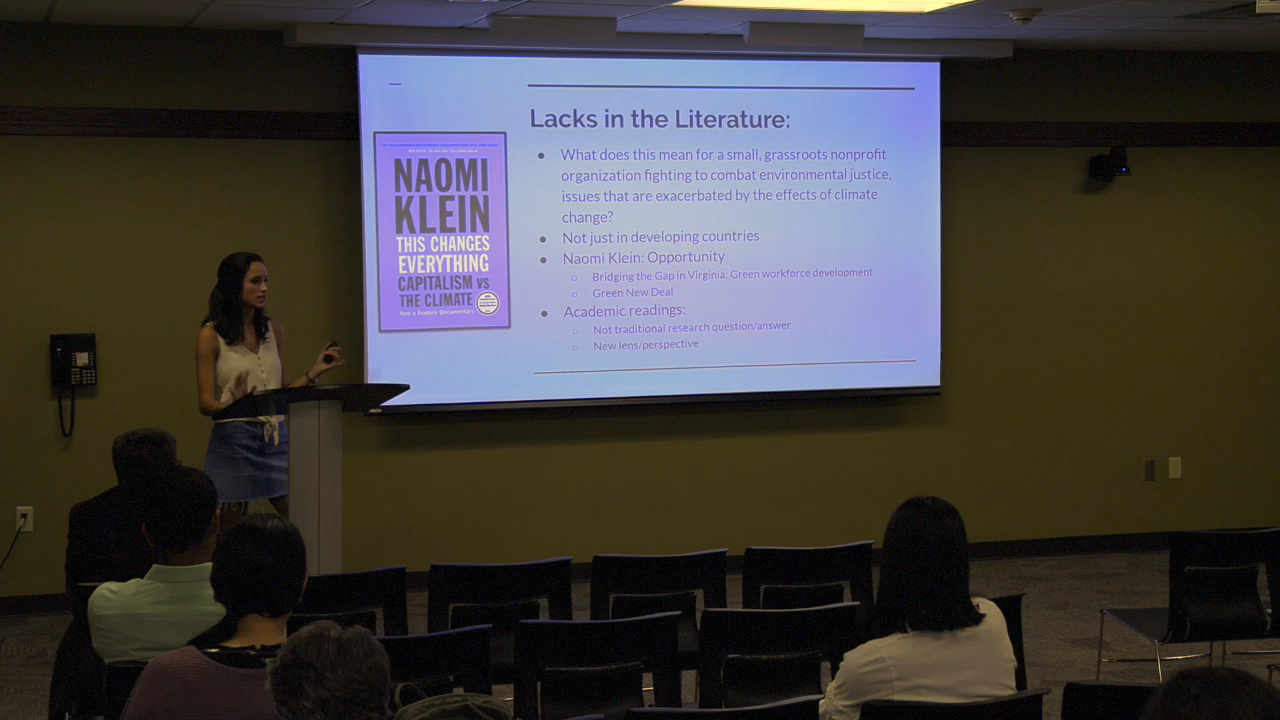 Lacks in the Literature:
NAOMI
KLEIN
THIS CHANGES
EVERYTHING
CAPITALISM VS
THE CLIMATE
Now a Feature Documentary
● What does this mean for a small, grassroots nonprofit
organization fighting to combat environmental justice,
issues that are exacerbated by the effects of climate
change?
● Not just in developing countries
● Naomi Klein: Opportunity
○ Bridging the Gap in Virginia: Green workforce development
○ Green New Deal
● Academic readings:
○ Not traditional research question/answer
○ New lens/perspective